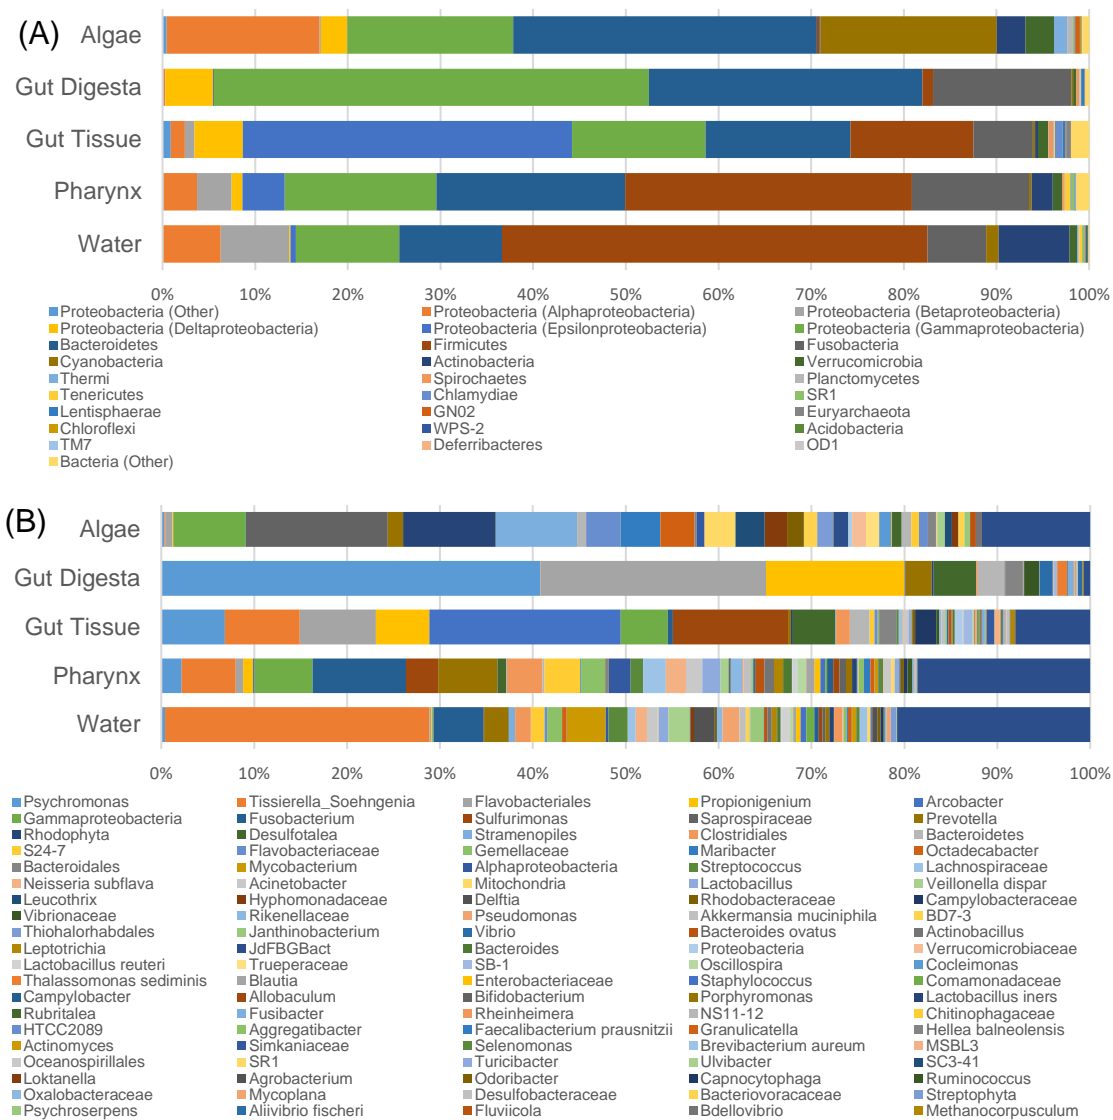 (A)
Algae
Gut Digesta
Gut Tissue
Pharynx
Water
0% 10% 20% 30% 40% 50% 60% 70% 80% 90% 100%
Proteobacteria (Other) Proteobacteria (Alphaproteobacteria) Proteobacteria (Betaproteobacteria)
Proteobacteria (Deltaproteobacteria) Proteobacteria (Epsilonproteobacteria) Proteobacteria (Gammaproteobacteria)
Bacteroidetes Firmicutes Fusobacteria
Cyanobacteria Actinobacteria Verrucomicrobia
Thermi Spirochaetes Planctomycetes
Tenericutes Chlamydiae SR1
Lentisphaerae GN02 Euryarchaeota
Chloroflexi WPS-2 Acidobacteria
TM7 Deferribacteres OD1
Bacteria (Other)
(B)
Algae
Gut Digesta
Gut Tissue
Pharynx
Water
0% 10% 20% 30% 40% 50% 60% 70% 80% 90% 100%
Psychromonas Tissierella_Soehngenia Flavobacteriales Propionigenium Arcobacter
Gammaproteobacteria Fusobacterium Sulfurimonas Saprospiraceae Prevotella
Rhodophyta Desulfotalea Stramenopiles Clostridiales Bacteroidetes
S24-7 Flavobacteriaceae Gemellaceae Maribacter Octadecabacter
Bacteroidales Mycobacterium Alphaproteobacteria Streptococcus Lachnospiraceae
Neisseria subflava Acinetobacter Mitochondria Lactobacillus Veillonella dispar
Leucothrix Hyphomonadaceae Delftia Rhodobacteraceae Campylobacteraceae
Vibrionaceae Rikenellaceae Pseudomonas Akkermansia muciniphila BD7-3
Thiohalorhabdales Janthinobacterium Vibrio Bacteroides ovatus Actinobacillus
Leptotrichia JdFBGBact Bacteroides Proteobacteria Verrucomicrobiaceae
Lactobacillus reuteri Trueperaceae SB-1 Oscillospira Cocleimonas
Thalassomonas sediminis Blautia Enterobacteriaceae Staphylococcus Comamonadaceae
Campylobacter Allobaculum Bifidobacterium Porphyromonas Lactobacillus iners
Rubritalea Fusibacter Rheinheimera NS11-12 Chitinophagaceae
HTCC2089 Aggregatibacter Faecalibacterium prausnitzii Granulicatella Hellea balneolensis
Actinomyces Simkaniaceae Selenomonas Brevibacterium aureum MSBL3
Oceanospirillales SR1 Turicibacter Ulvibacter SC3-41
Loktanella Agrobacterium Odoribacter Capnocytophaga Ruminococcus
Oxalobacteraceae Mycoplana Desulfobacteraceae Bacteriovoracaceae Streptophyta
Psychroserpens Aliivibrio fischeri Fluviicola Bdellovibrio Methanocorpusculum